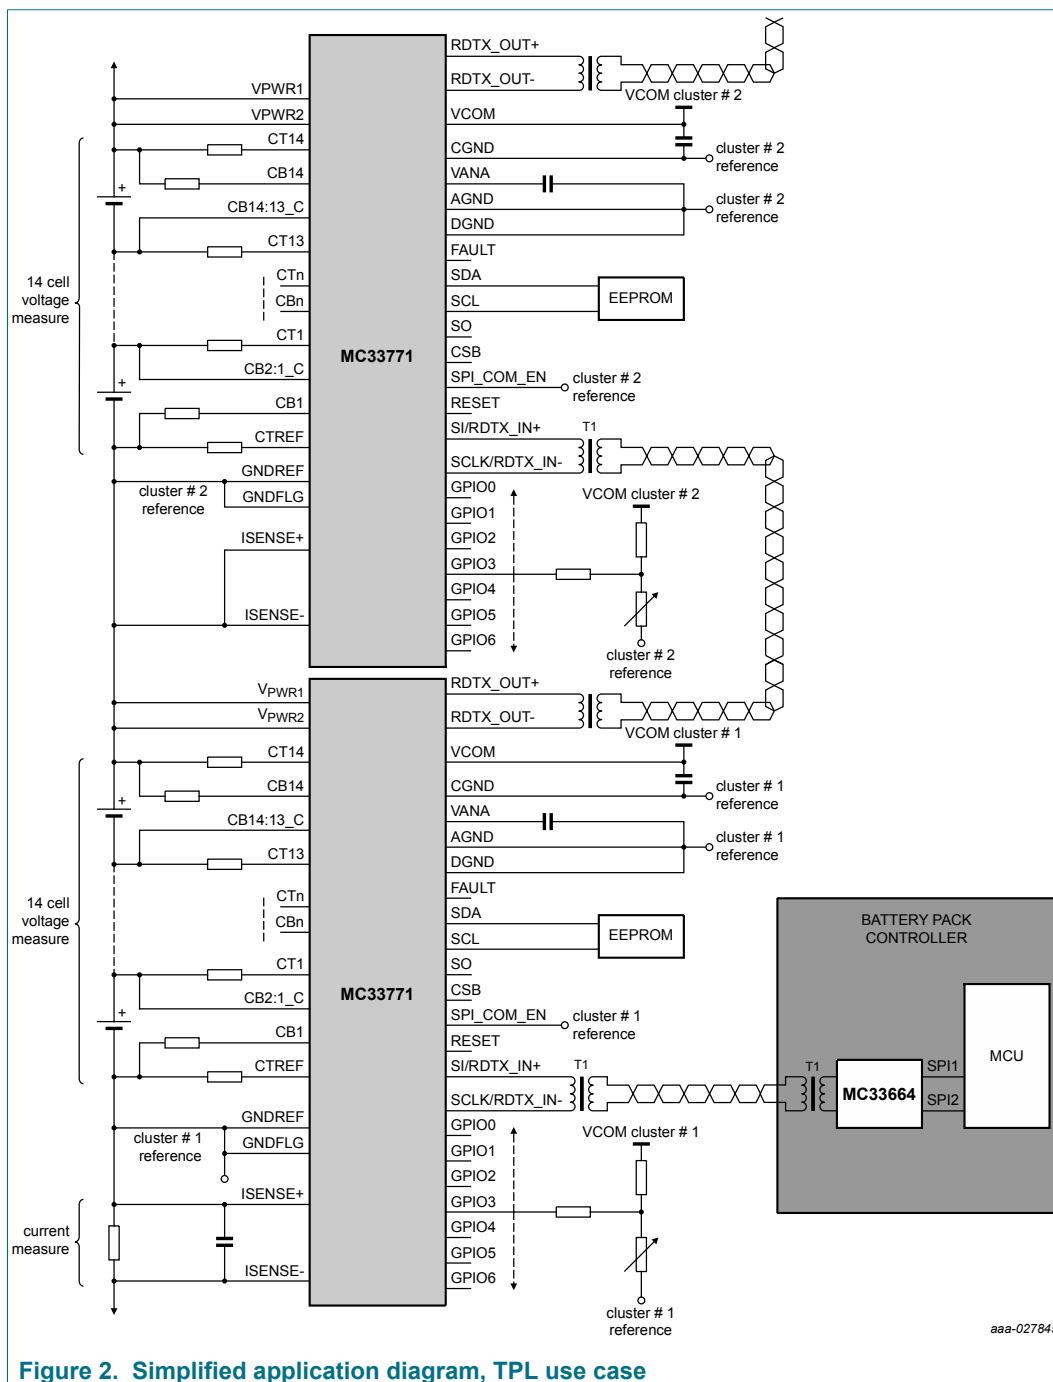 RDTX_OUT+
RDTX_OUT-
VCOM cluster # 2
VPWR1
VPWR2
VCOM
CT14
CGND
cluster # 2
reference
CB14
VANA
+
CB14:13_C
AGND
cluster # 2
reference
DGND
CT13
FAULT
14 cell
voltage
measure
CTn
SDA
CBn
SCL
EEPROM
SO
CT1
MC33771
CSB
CB2:1_C
SPI_COM_EN
cluster # 2
reference
+
CB1
RESET
SI/RDTX_IN+
T1
CTREF
SCLK/RDTX_IN-
GNDREF
GPIO0
cluster # 2
reference
GNDFLG
VCOM cluster # 2
GPIO1
ISENSE+
GPIO2
GPIO3
GPIO4
ISENSE-
GPIO5
GPIO6
cluster # 2
reference
RDTX_OUT+
VPWR1
RDTX_OUT-
VPWR2
VCOM cluster # 1
CT14
VCOM
CB14
CGND
cluster # 1
reference
+
VANA
CB14:13_C
AGND
cluster # 1
reference
CT13
DGND
FAULT
14 cell
voltage
measure
CTn
SDA
CBn
SCL
EEPROM
BATTERY PACK
CONTROLLER
SO
CT1
MC33771
CSB
CB2:1_C
SPI_COM_EN
cluster # 1
reference
+
CB1
RESET
MCU
SI/RDTX_IN+
T1
T1
SPI1
CTREF
MC33664
SCLK/RDTX_IN-
SPI2
GNDREF
GPIO0
cluster # 1
reference
GNDFLG
VCOM cluster # 1
GPIO1
GPIO2
ISENSE+
GPIO3
current
measure
GPIO4
GPIO5
ISENSE-
GPIO6
cluster # 1
reference
aaa-027845
Figure 2. Simplified application diagram, TPL use case